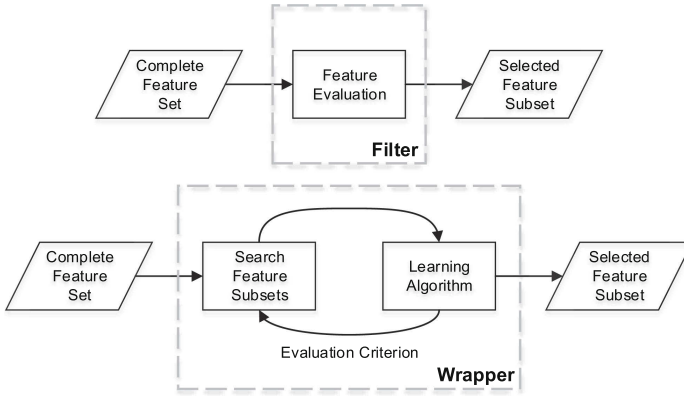 Complete
Feature
Set
Feature
Evaluation
Selected
Feature
Subset
Filter
Complete
Feature
Set
Search
Feature
Subsets
Learning
Algorithm
Selected
Feature
Subset
Evaluation Criterion
Wrapper